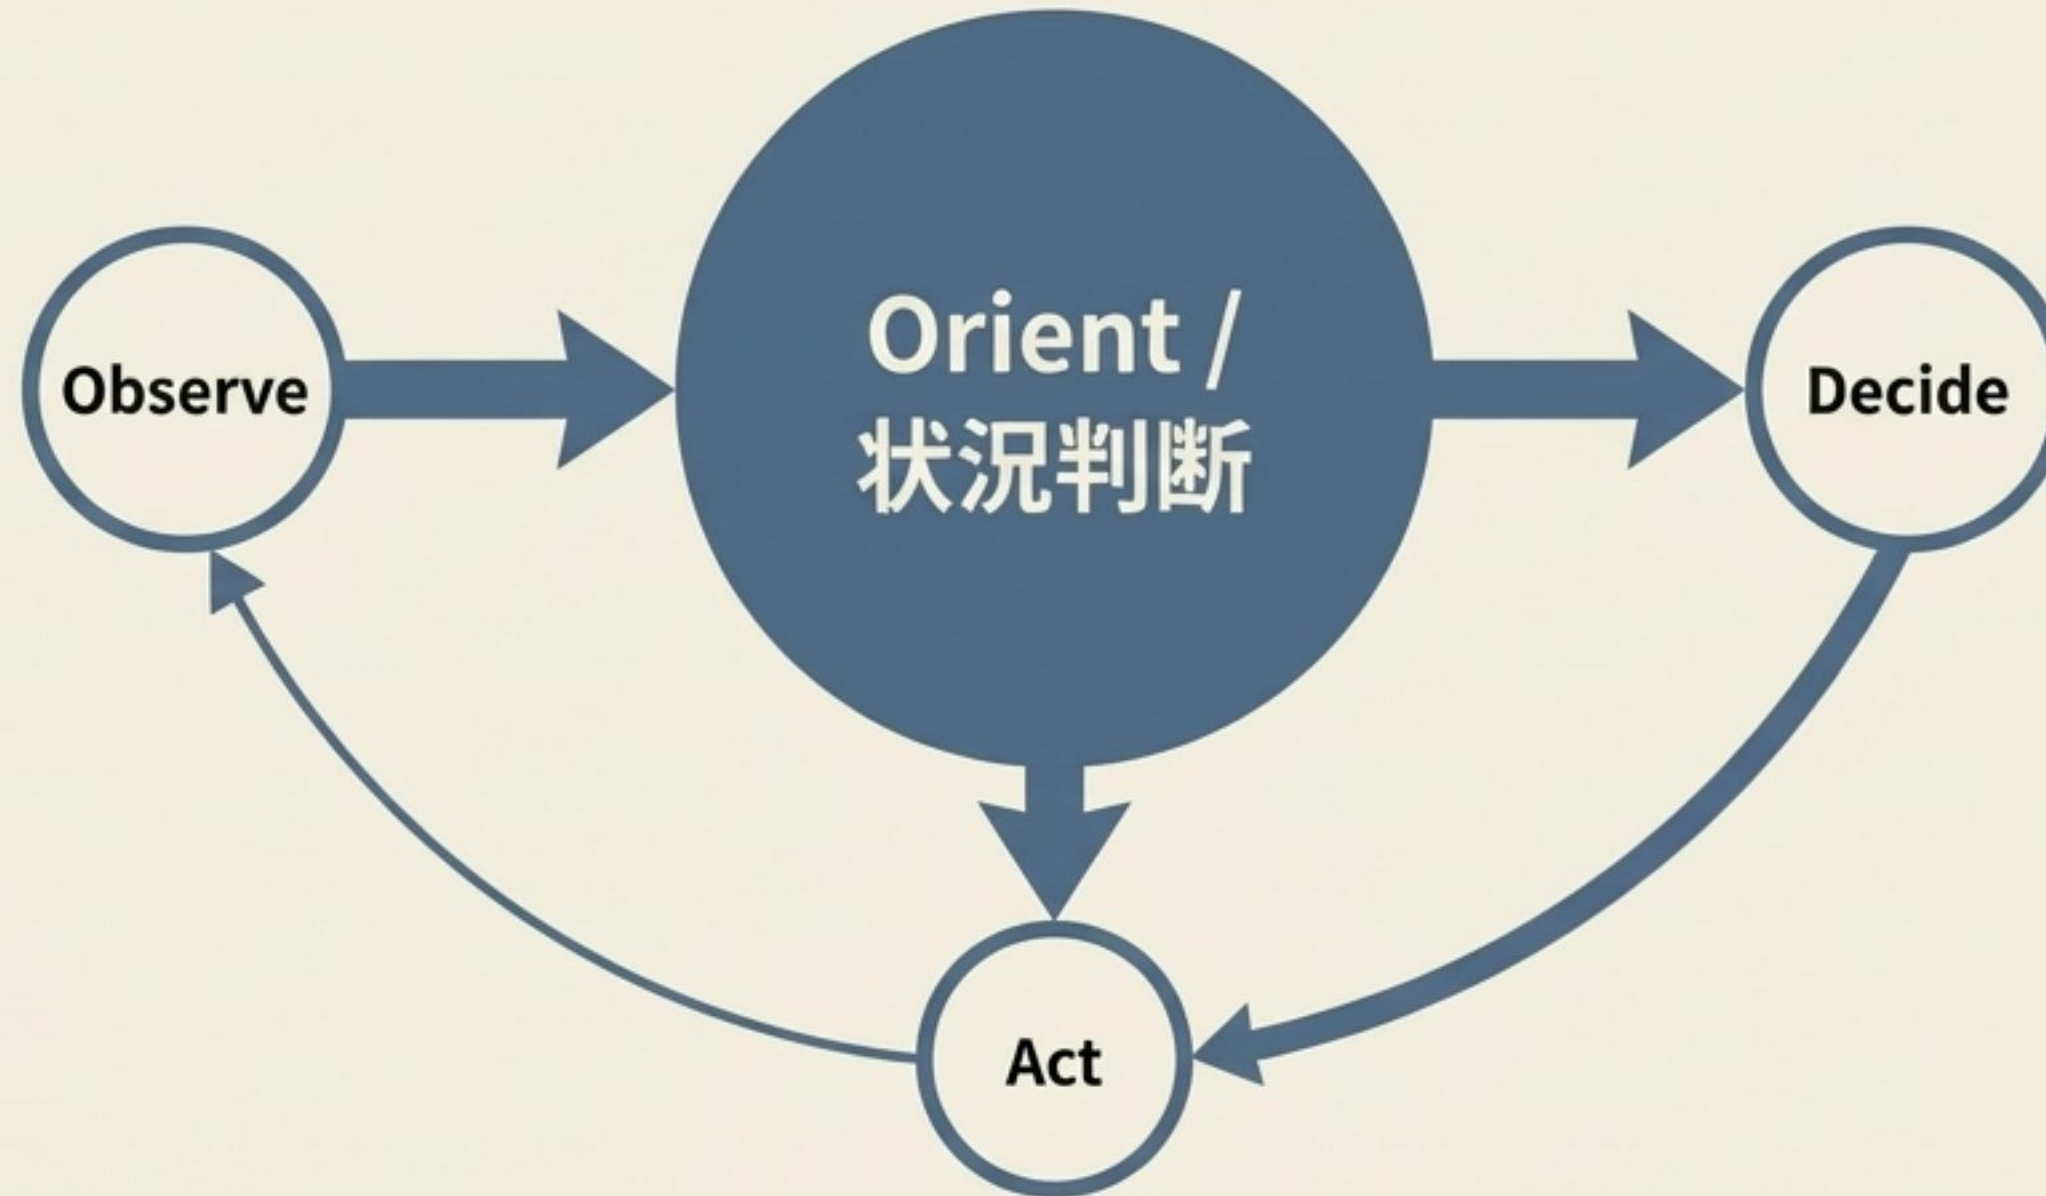 Observe
Orient /
状況判断
Decide
Act